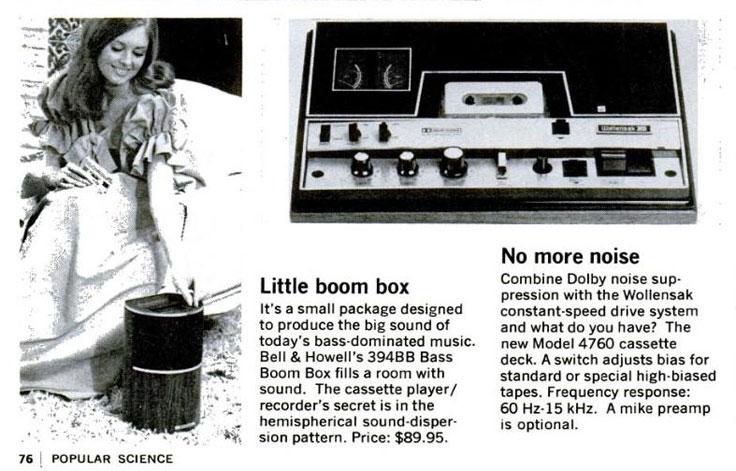 Wollensak
Little boom box
It's a small package designed
to produce the big sound of
today's bass-dominated music.
Bell & Howell's 394BB Bass
Boom Box fills a room with
sound. The cassette player/
recorder's secret is in the
hemispherical sound-disper-
sion pattern. Price: $89.95.
No more noise
Combine Dolby noise sup-
pression with the Wollensak
constant-speed drive system
and what do you have? The
new Model 4760 cassette
deck. A switch adjusts bias for
standard or special high-biased
tapes. Frequency response:
60 Hz-15 kHz. A mike preamp
is optional.
76 | POPULAR SCIENCE